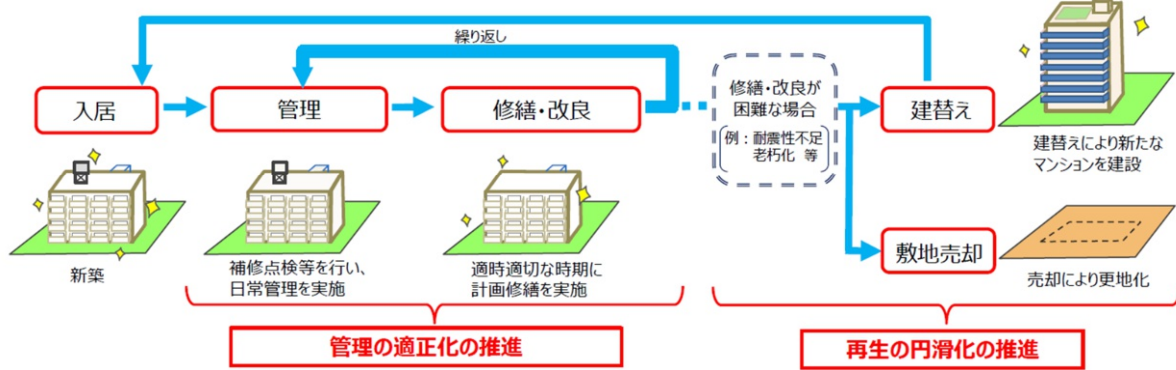 繰り返し
入居
管理
修繕・改良
修繕・改良が
困難な場合
例：耐震性不足
老朽化 等
建替え
建替えにより新たな
マンションを建設
新築
補修点検等を行い、
日常管理を実施
適時適切な時期に
計画修繕を実施
敷地売却
売却により更地化
管理の適正化の推進
再生の円滑化の推進